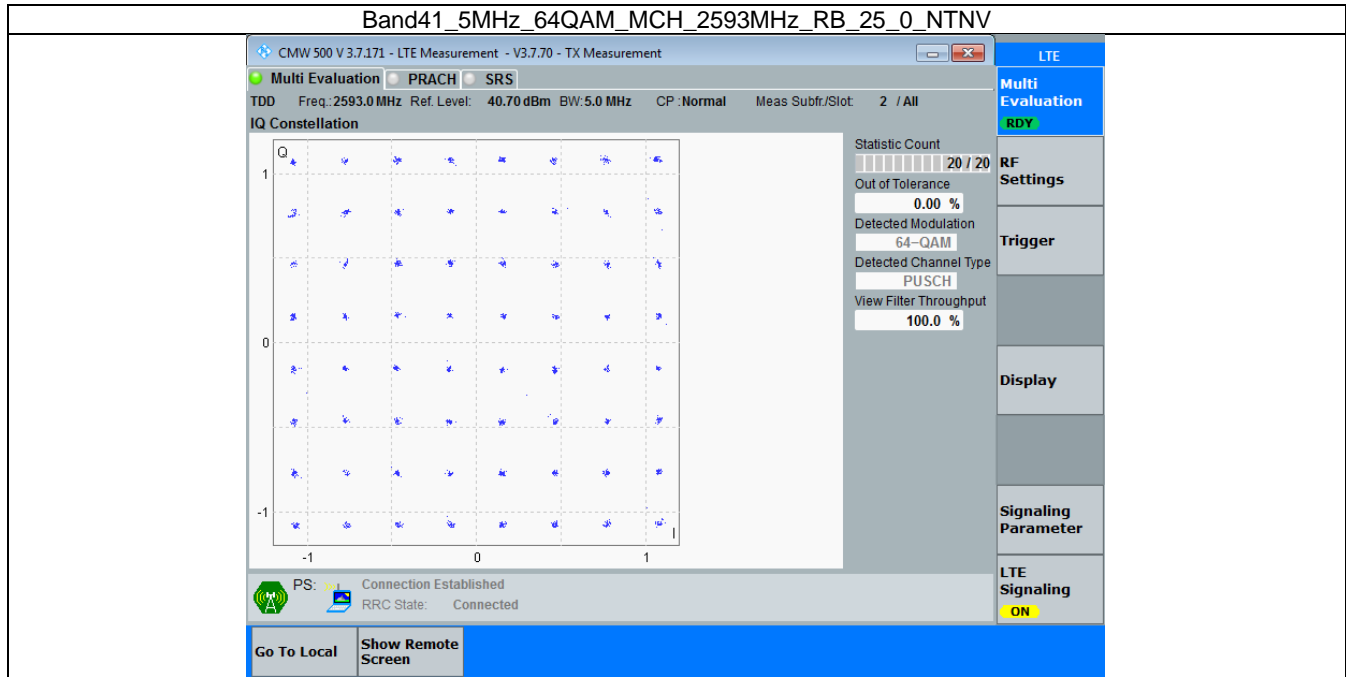 Band41_5MHz_64QAM_MCH_2593MHz_RB_25_0_NTNV
CMW 500 V 3.7.171 - LTE Measurement - V3.7.70 - TX Measurement
LTE
Multi Evaluation PRACH SRS
Multi
Evaluation
RDY
TDD Freq.:2593.0 MHz Ref. Level: 40.70 dBm BW:5.0 MHz CP :Normal Meas Subfr./Slot: 2 / All
IQ Constellation
Q
1
0
-1
-1 0 1
I
Statistic Count
20 / 20
Out of Tolerance
0.00 %
Detected Modulation
64-QAM
Detected Channel Type
PUSCH
View Filter Throughput
100.0 %
RF
Settings
Trigger
Display
Signaling
Parameter
LTE
Signaling
ON
PS: Connection Established
RRC State: Connected
Go To Local
Show Remote
Screen